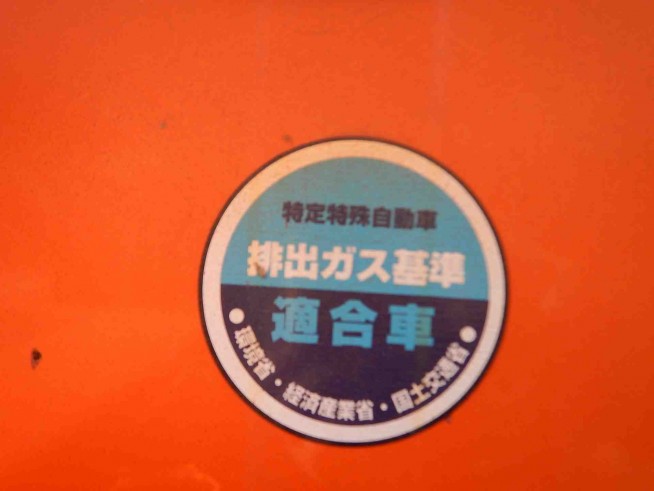 特定特殊自動車
排出ガス基準
適合車
環境省・経済産業省・国土交通省